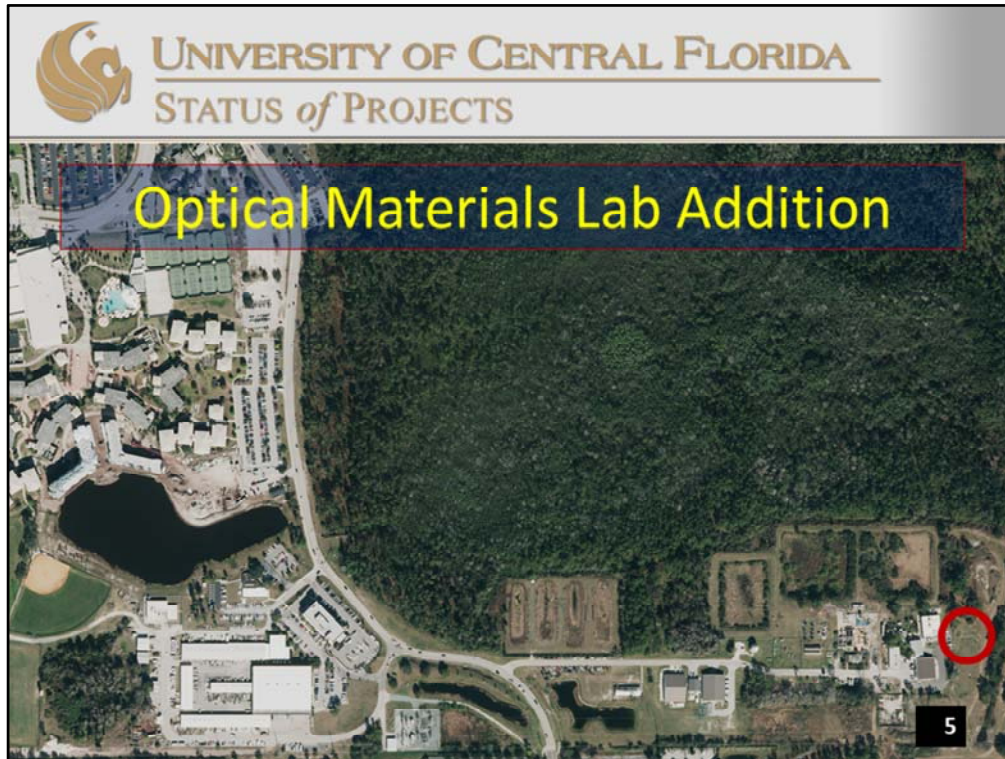 UNIVERSITY OF CENTRAL FLORIDA
STATUS of PROJECTS
Optical Materials Lab Addition
5